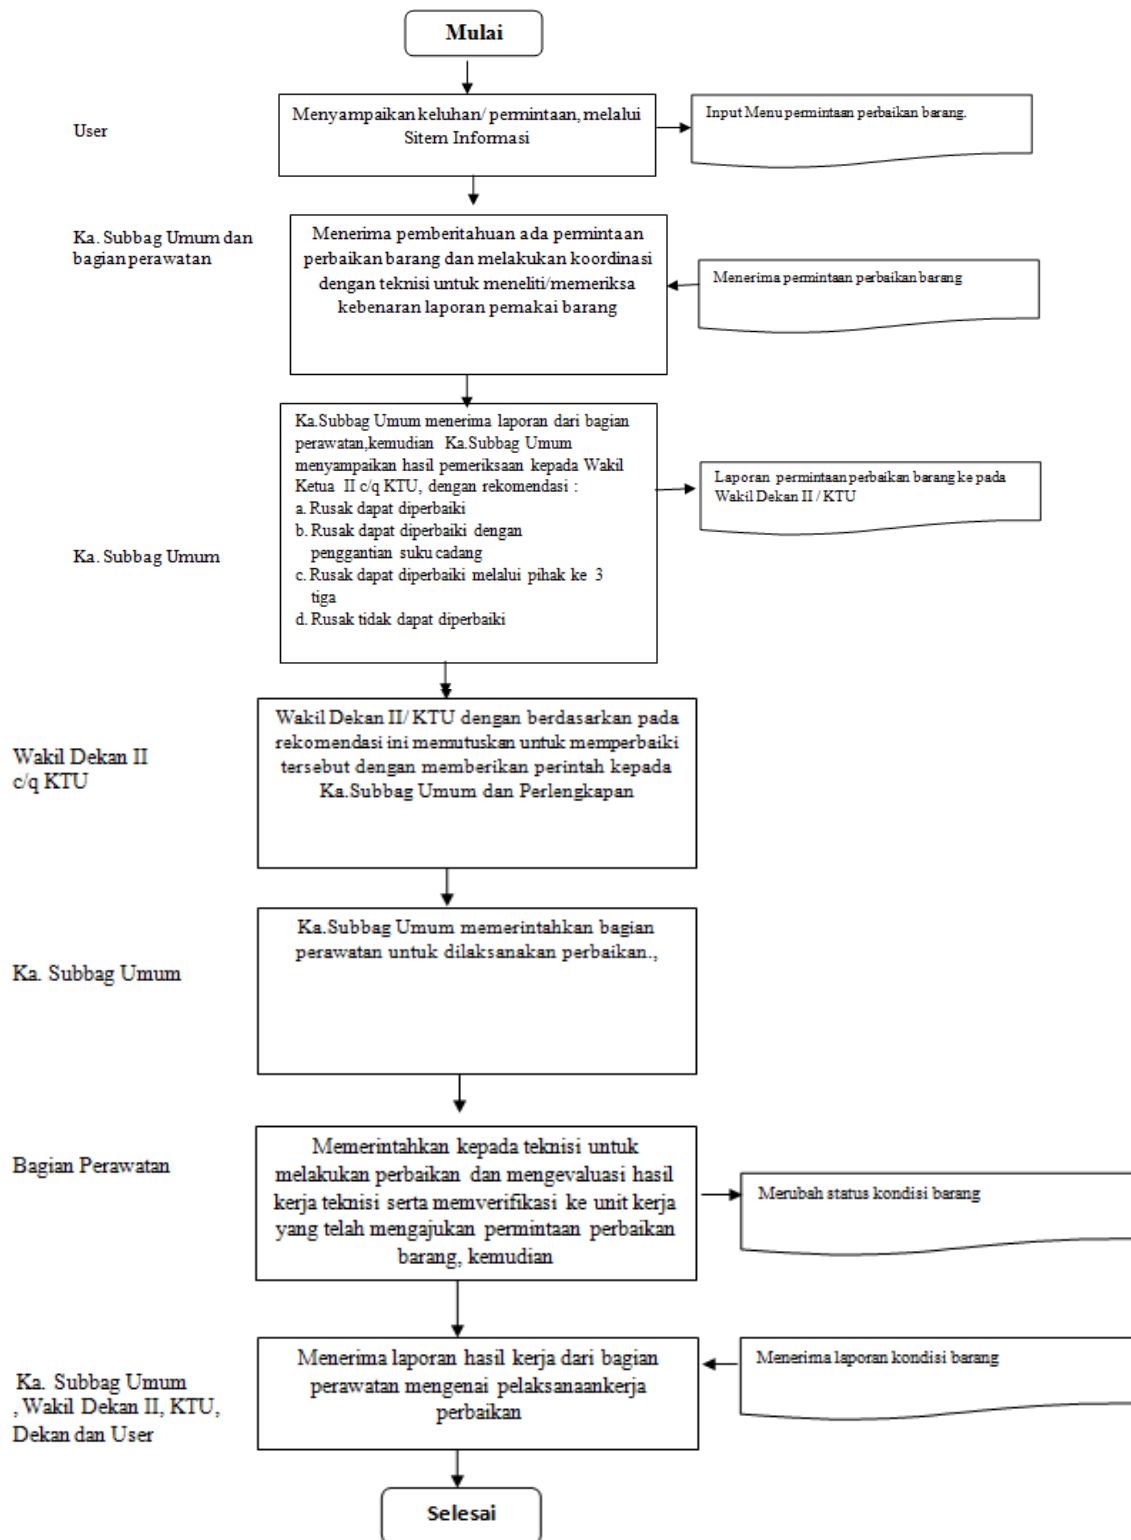 Mulai
User
Menyampaikan keluhan/ permintaan, melalui
Sitem Informasi
Input Menu permintaan perbaikan barang.
Ka. Subbag Umum dan
bagian perawatan
Menerima pemberitahuan ada permintaan
perbaikan barang dan melakukan koordinasi
dengan teknisi untuk meneliti/memeriksa
kebenaran laporan pemakai barang
Menerima permintaan perbaikan barang
Ka. Subbag Umum
Ka.Subbag Umum menerima laporan dari bagian
perawatan,kemudian Ka.Subbag Umum
menyampaikan hasil pemeriksaan kepada Wakil
Ketua II c/q KTU, dengan rekomendasi :
a. Rusak dapat diperbaiki
b. Rusak dapat diperbaiki dengan
penggantian suku cadang
c. Rusak dapat diperbaiki melalui pihak ke 3
tiga
d. Rusak tidak dapat diperbaiki
Laporan permintaan perbaikan barang ke pada
Wakil Dekan II / KTU
Wakil Dekan II
c/q KTU
Wakil Dekan II/ KTU dengan berdasarkan pada
rekomendasi ini memutuskan untuk memperbaiki
tersebut dengan memberikan perintah kepada
Ka.Subbag Umum dan Perlengkapan
Ka. Subbag Umum
Ka.Subbag Umum memerintahkan bagian
perawatan untuk dilaksanakan perbaikan.,
Bagian Perawatan
Memerintahkan kepada teknisi untuk
melakukan perbaikan dan mengevaluasi hasil
kerja teknisi serta memverifikasi ke unit kerja
yang telah mengajukan permintaan perbaikan
barang, kemudian
Merubah status kondisi barang
Ka. Subbag Umum
, Wakil Dekan II, KTU,
Dekan dan User
Menerima laporan hasil kerja dari bagian
perawatan mengenai pelaksanaankerja
perbaikan
Menerima laporan kondisi barang
Selesai